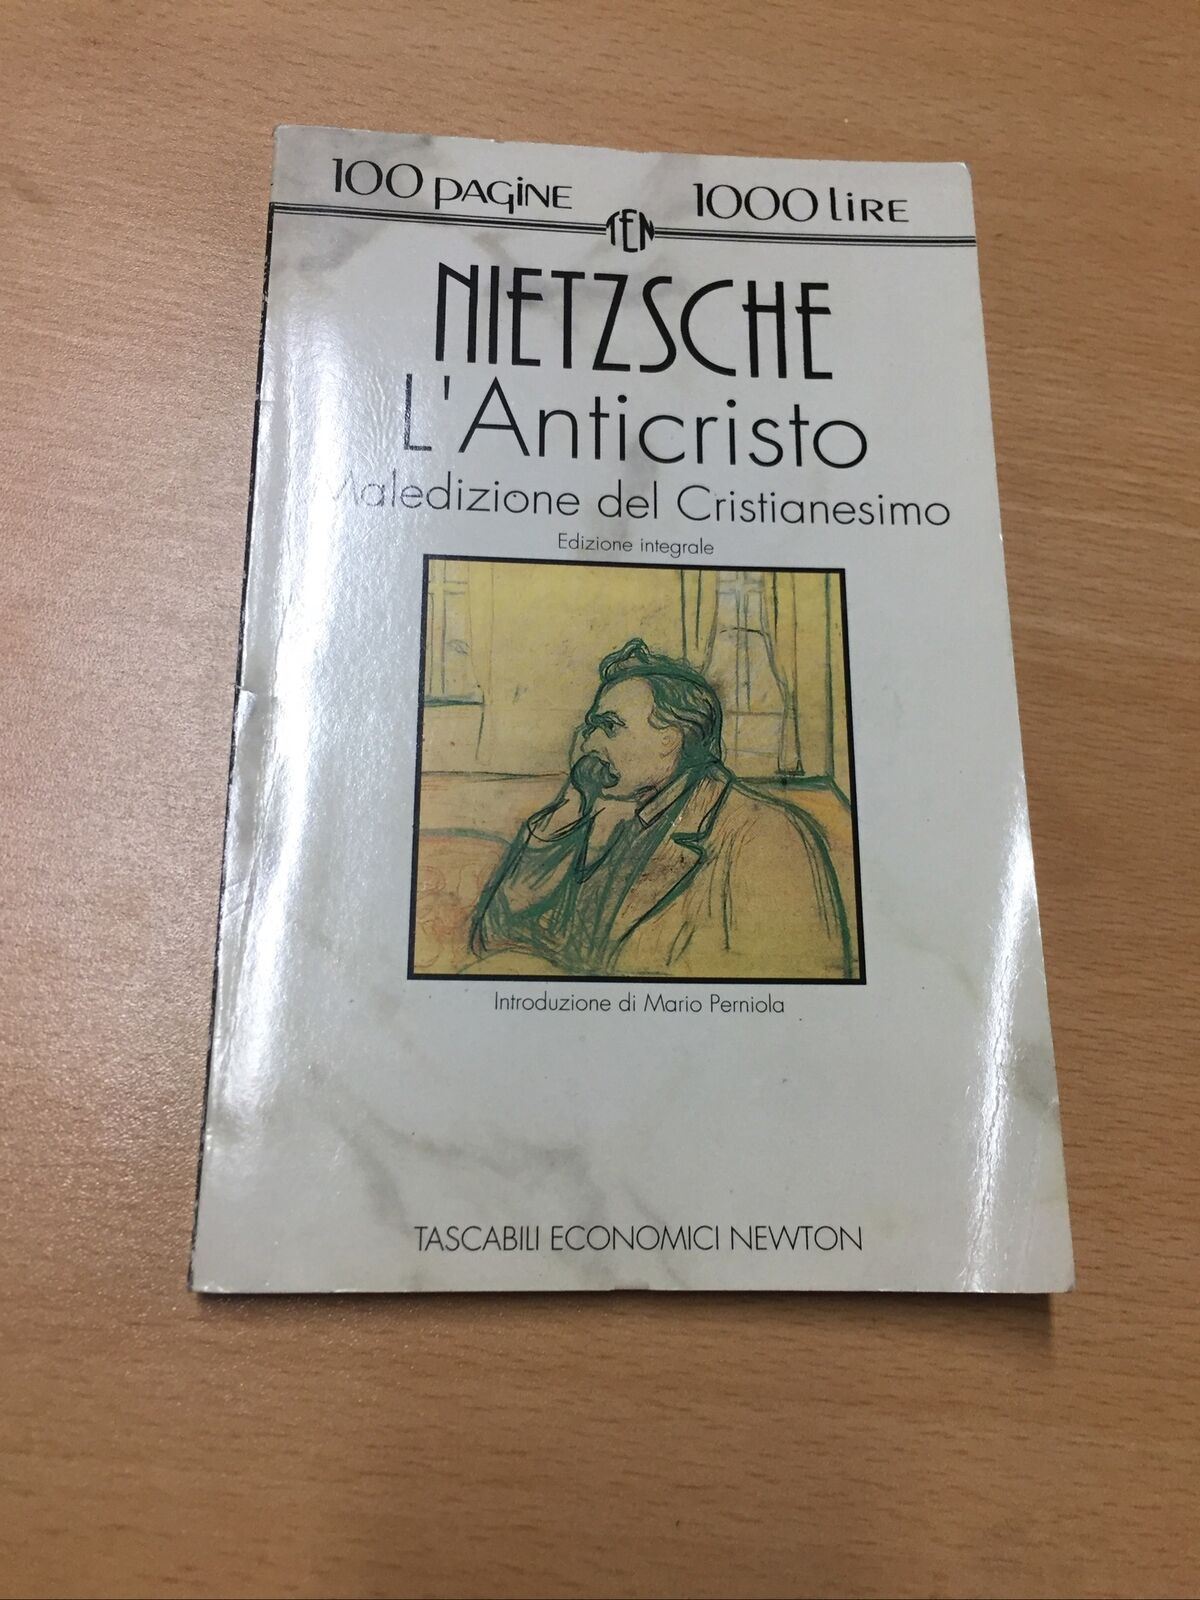 100 pagine 1000 lire
TEN
NIETZSCHE
L'Anticristo
Maledizione del Cristianesimo
Edizione integrale
Introduzione di Mario Perniola
TASCABILI ECONOMICI NEWTON